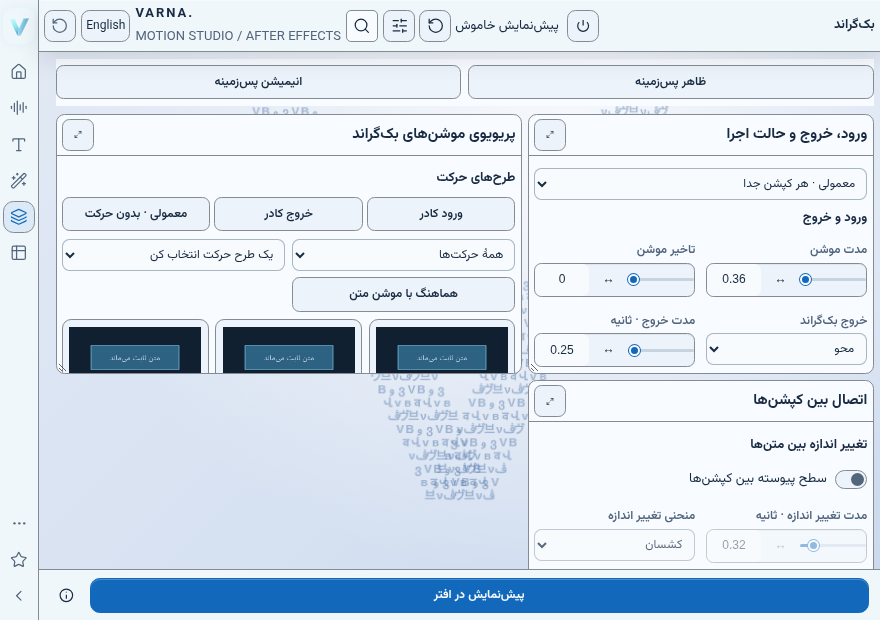 بک‌گراند
پیش‌نمایش خاموش
VARNA.
MOTION STUDIO / AFTER EFFECTS
English
ظاهر پس‌زمینه
انیمیشن پس‌زمینه
ورود، خروج و حالت اجرا
معمولی · هر کپشن جدا
ورود و خروج
مدت موشن
تاخیر موشن
0.36
↔
0
↔
خروج بک‌گراند
مدت خروج · ثانیه
محو
0.25
↔
پریویوی موشن‌های بک‌گراند
طرح‌های حرکت
ورود کادر
خروج کادر
معمولی · بدون حرکت
همهٔ حرکت‌ها
یک طرح حرکت انتخاب کن
هماهنگ با موشن متن
متن ثابت می‌ماند
متن ثابت می‌ماند
متن ثابت می‌ماند
اتصال بین کپشن‌ها
تغییر اندازه بین متن‌ها
سطح پیوسته بین کپشن‌ها
مدت تغییر اندازه · ثانیه
منحنی تغییر اندازه
0.32
↔
کشسان
پیش‌نمایش در افتر